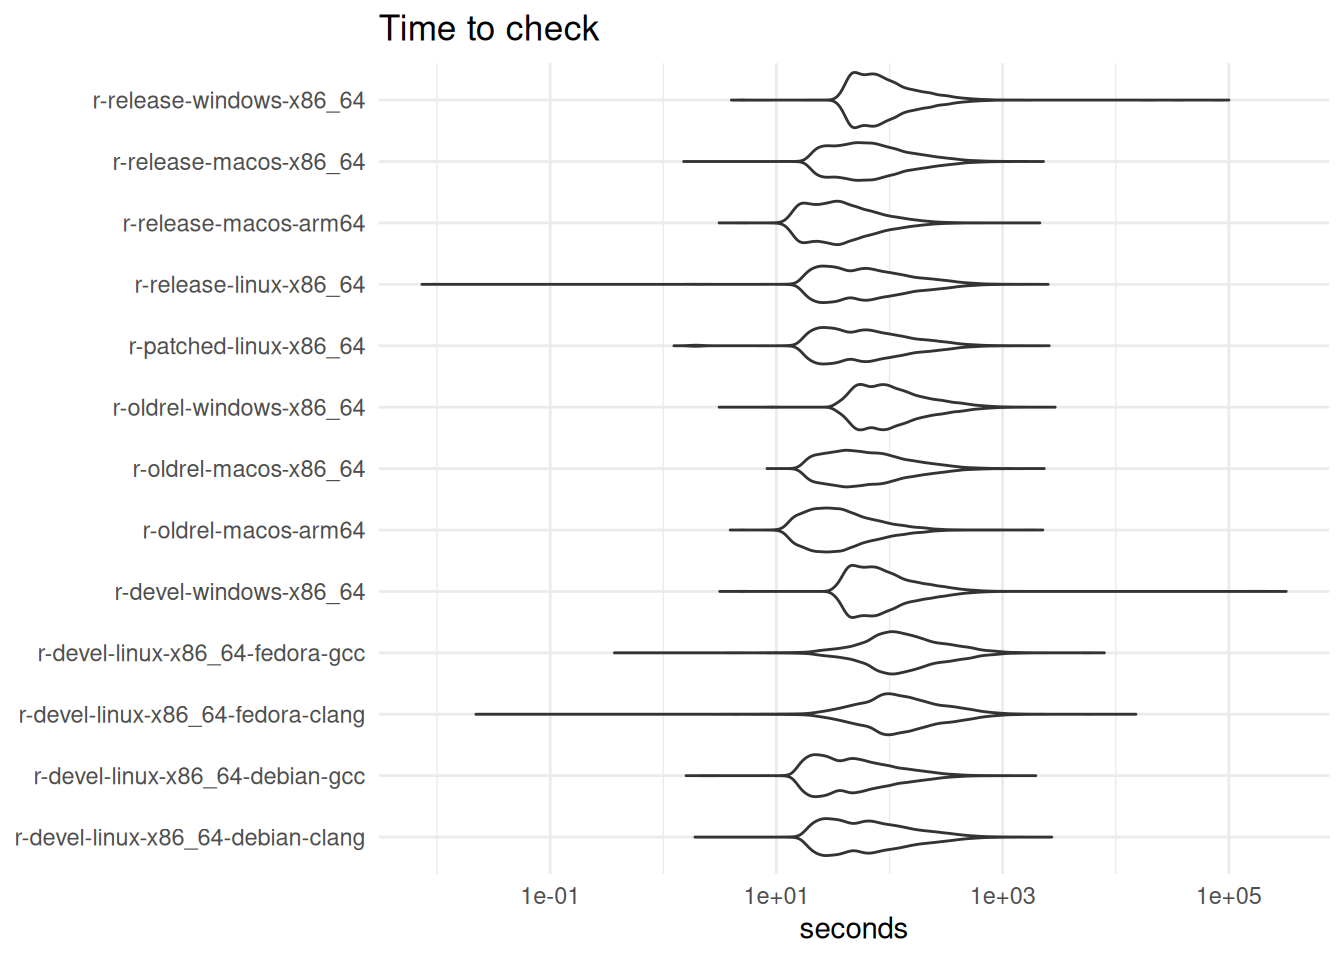 Time to check
r-release-windows-x86_64
r-release-macos-x86_64
r-release-macos-arm64
r-release-linux-x86_64
r-patched-linux-x86_64
r-oldrel-windows-x86_64
r-oldrel-macos-x86_64
r-oldrel-macos-arm64
r-devel-windows-x86_64
r-devel-linux-x86_64-fedora-gcc
r-devel-linux-x86_64-fedora-clang
r-devel-linux-x86_64-debian-gcc
r-devel-linux-x86_64-debian-clang
1e-01 1e+01 1e+03 1e+05
seconds